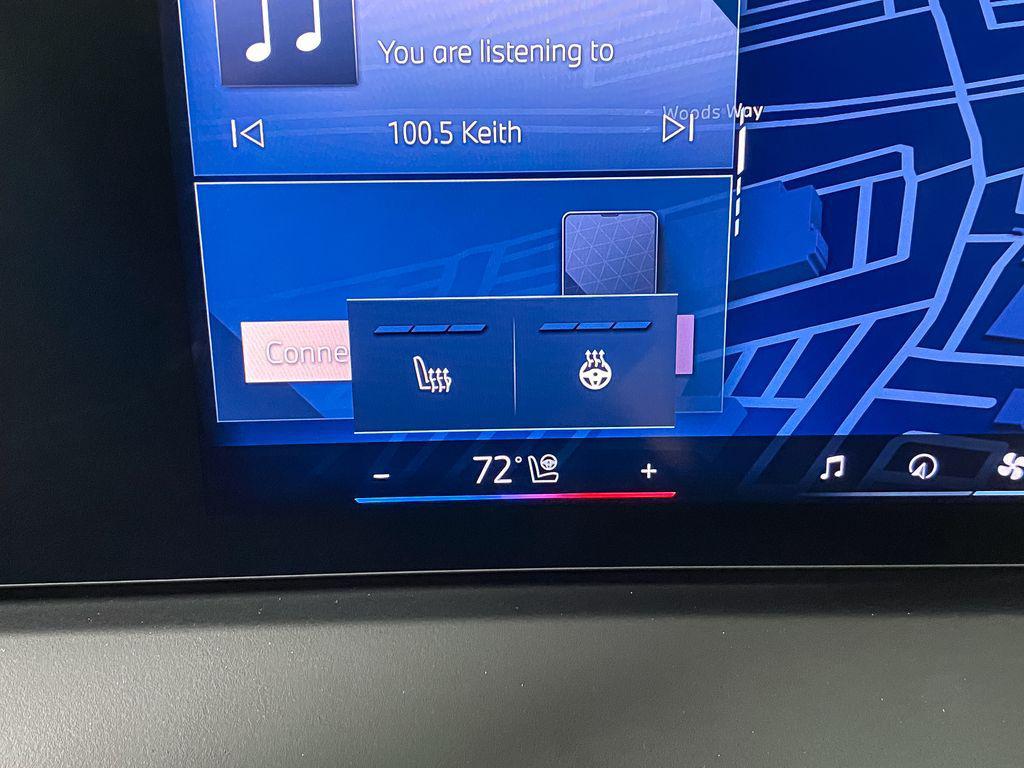 You are listening to
Woods Way
100.5 Keith
Conne
− 72° +